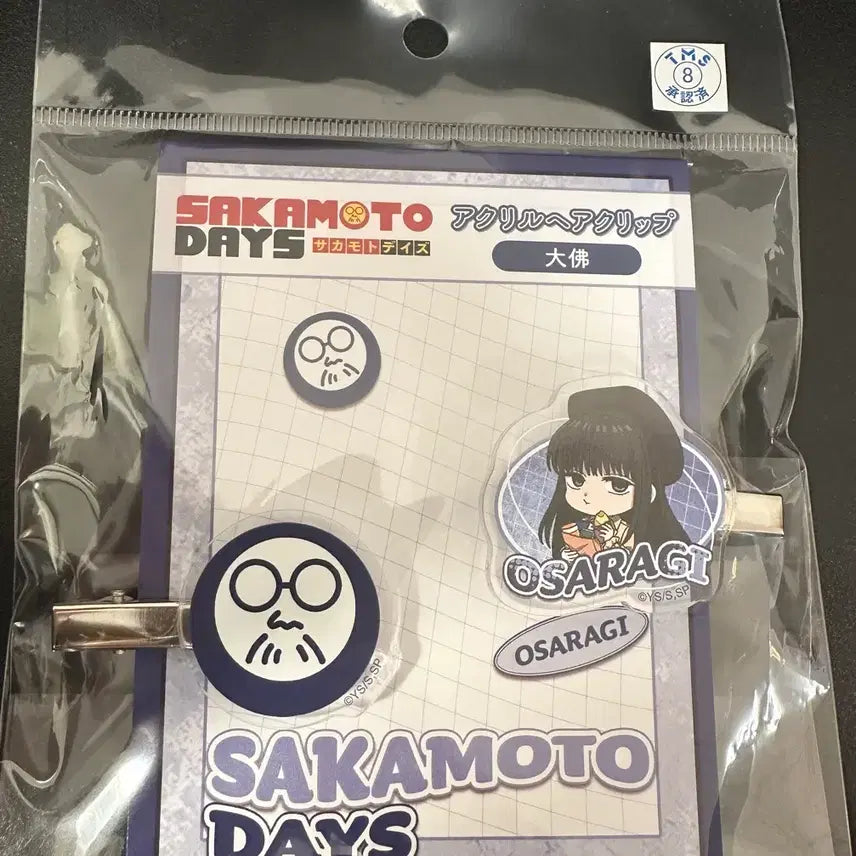 TMS
8
承認済
SAKAMOTO
DAYS サカモトデイズ
アクリルヘアクリップ
大佛
OSARAGI
©YS/S,SP
OSARAGI
©YS/S,SP
SAKAMOTO
DAYS